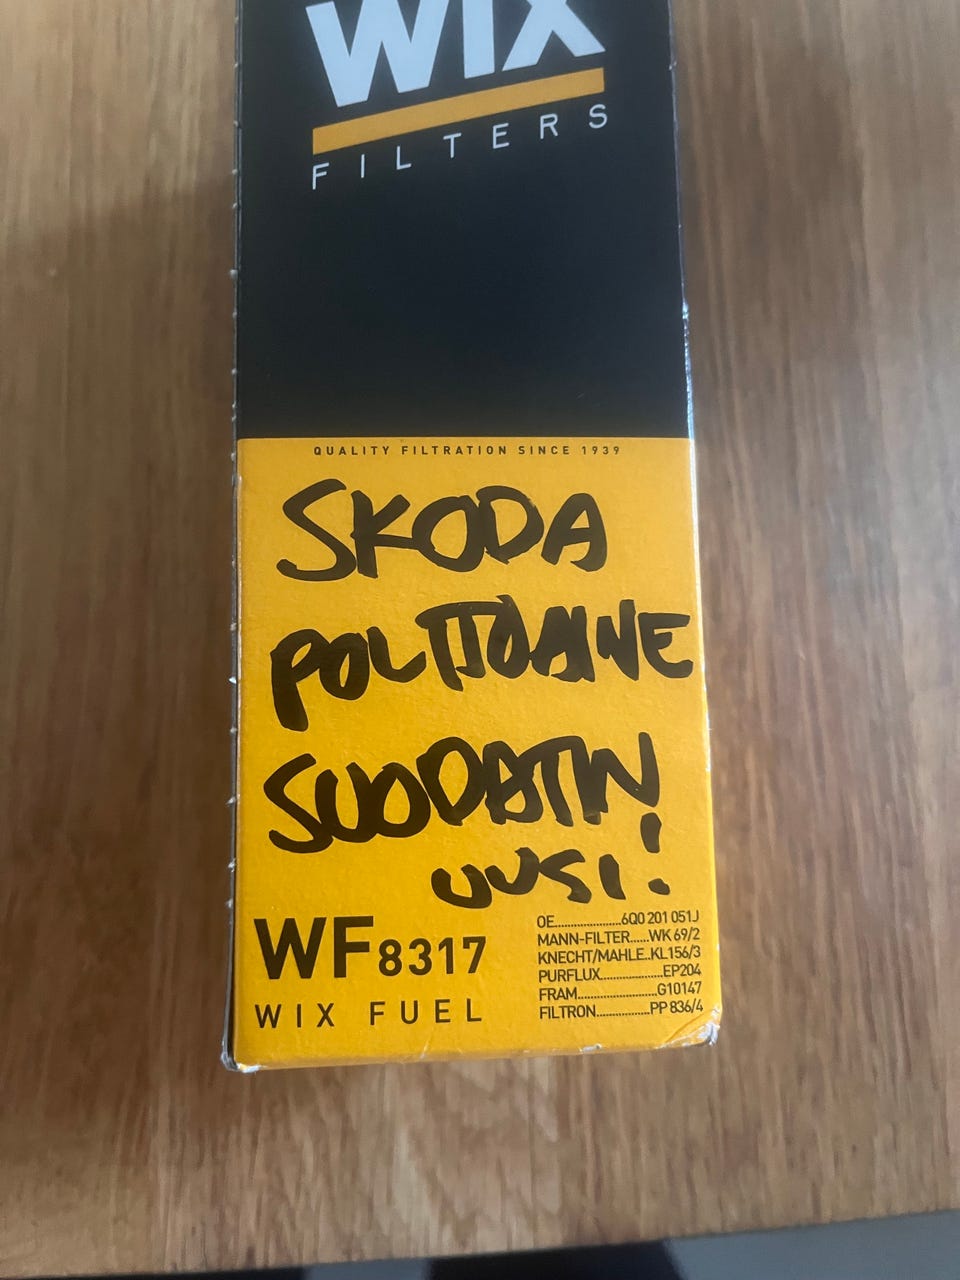 WIX
FILTERS
QUALITY FILTRATION SINCE 1939
SKODA
POLTTOAINE
SUODATIN
UUSI!
WF8317
WIX FUEL
OE.....................6Q0 201 051J
MANN-FILTER......WK 69/2
KNECHT/MAHLE..KL156/3
PURFLUX....................EP204
FRAM.........................G10147
FILTRON.................PP 836/4